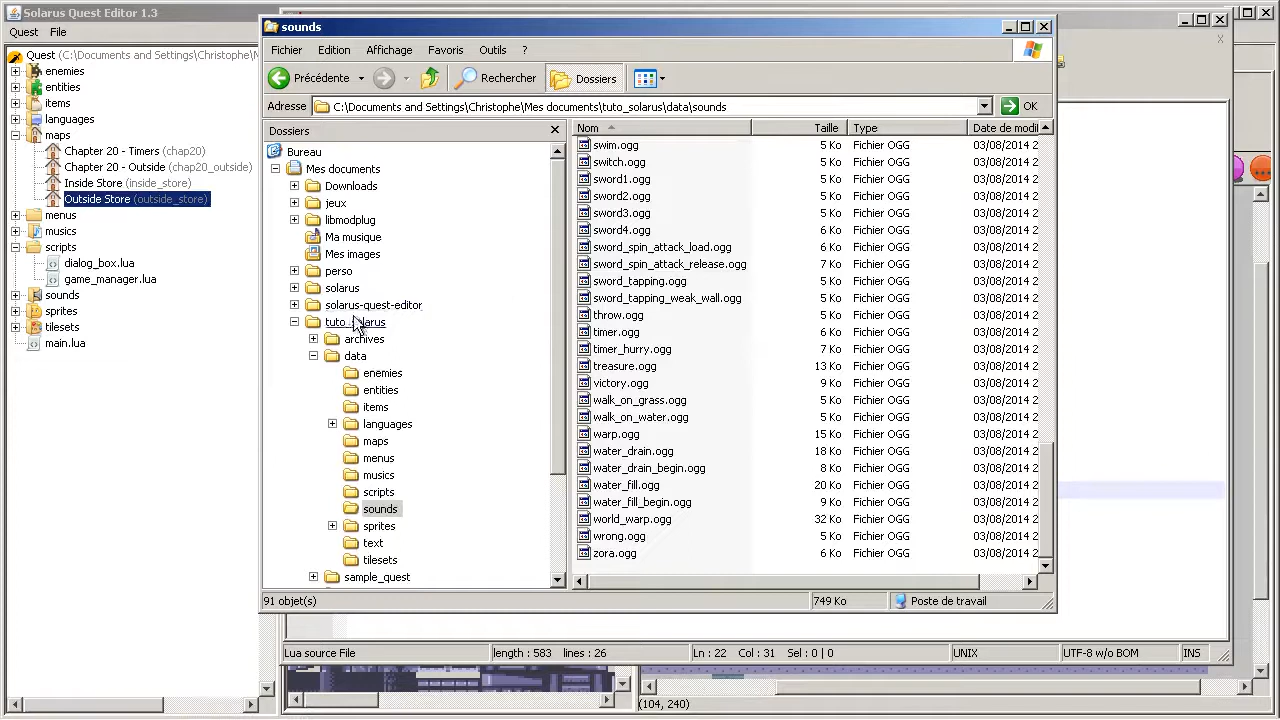 Solarus Quest Editor 1.3
Quest File
Quest (C:\Documents and Settings\Christophe\Me
enemies
entities
items
languages
maps
Chapter 20 - Timers (chap20)
Chapter 20 - Outside (chap20_outside)
Inside Store (inside_store)
Outside Store (outside_store)
menus
musics
scripts
dialog_box.lua
game_manager.lua
sounds
sprites
tilesets
main.lua
sounds
Fichier Edition Affichage Favoris Outils ?
Précédente Rechercher Dossiers
Adresse C:\Documents and Settings\Christophe\Mes documents\tuto_solarus\data\sounds OK
Dossiers
Bureau
Mes documents
Downloads
jeux
libmodplug
Ma musique
Mes images
perso
solarus
solarus-quest-editor
tuto_solarus
archives
data
enemies
entities
items
languages
maps
menus
musics
scripts
sounds
sprites
text
tilesets
sample_quest
Nom Taille Type Date de modif
swim.ogg 5 Ko Fichier OGG 03/08/2014 2
switch.ogg 5 Ko Fichier OGG 03/08/2014 2
sword1.ogg 5 Ko Fichier OGG 03/08/2014 2
sword2.ogg 5 Ko Fichier OGG 03/08/2014 2
sword3.ogg 5 Ko Fichier OGG 03/08/2014 2
sword4.ogg 6 Ko Fichier OGG 03/08/2014 2
sword_spin_attack_load.ogg 6 Ko Fichier OGG 03/08/2014 2
sword_spin_attack_release.ogg 7 Ko Fichier OGG 03/08/2014 2
sword_tapping.ogg 5 Ko Fichier OGG 03/08/2014 2
sword_tapping_weak_wall.ogg 5 Ko Fichier OGG 03/08/2014 2
throw.ogg 5 Ko Fichier OGG 03/08/2014 2
timer.ogg 5 Ko Fichier OGG 03/08/2014 2
timer_hurry.ogg 7 Ko Fichier OGG 03/08/2014 2
treasure.ogg 13 Ko Fichier OGG 03/08/2014 2
victory.ogg 9 Ko Fichier OGG 03/08/2014 2
walk_on_grass.ogg 5 Ko Fichier OGG 03/08/2014 2
walk_on_water.ogg 5 Ko Fichier OGG 03/08/2014 2
warp.ogg 15 Ko Fichier OGG 03/08/2014 2
water_drain.ogg 18 Ko Fichier OGG 03/08/2014 2
water_drain_begin.ogg 8 Ko Fichier OGG 03/08/2014 2
water_fill.ogg 20 Ko Fichier OGG 03/08/2014 2
water_fill_begin.ogg 9 Ko Fichier OGG 03/08/2014 2
world_warp.ogg 32 Ko Fichier OGG 03/08/2014 2
wrong.ogg 5 Ko Fichier OGG 03/08/2014 2
zora.ogg 6 Ko Fichier OGG 03/08/2014 2
91 objet(s) 749 Ko Poste de travail
Lua source File length : 583 lines : 26 Ln : 22 Col : 31 Sel : 0 | 0 UNIX UTF-8 w/o BOM INS
(104, 240)